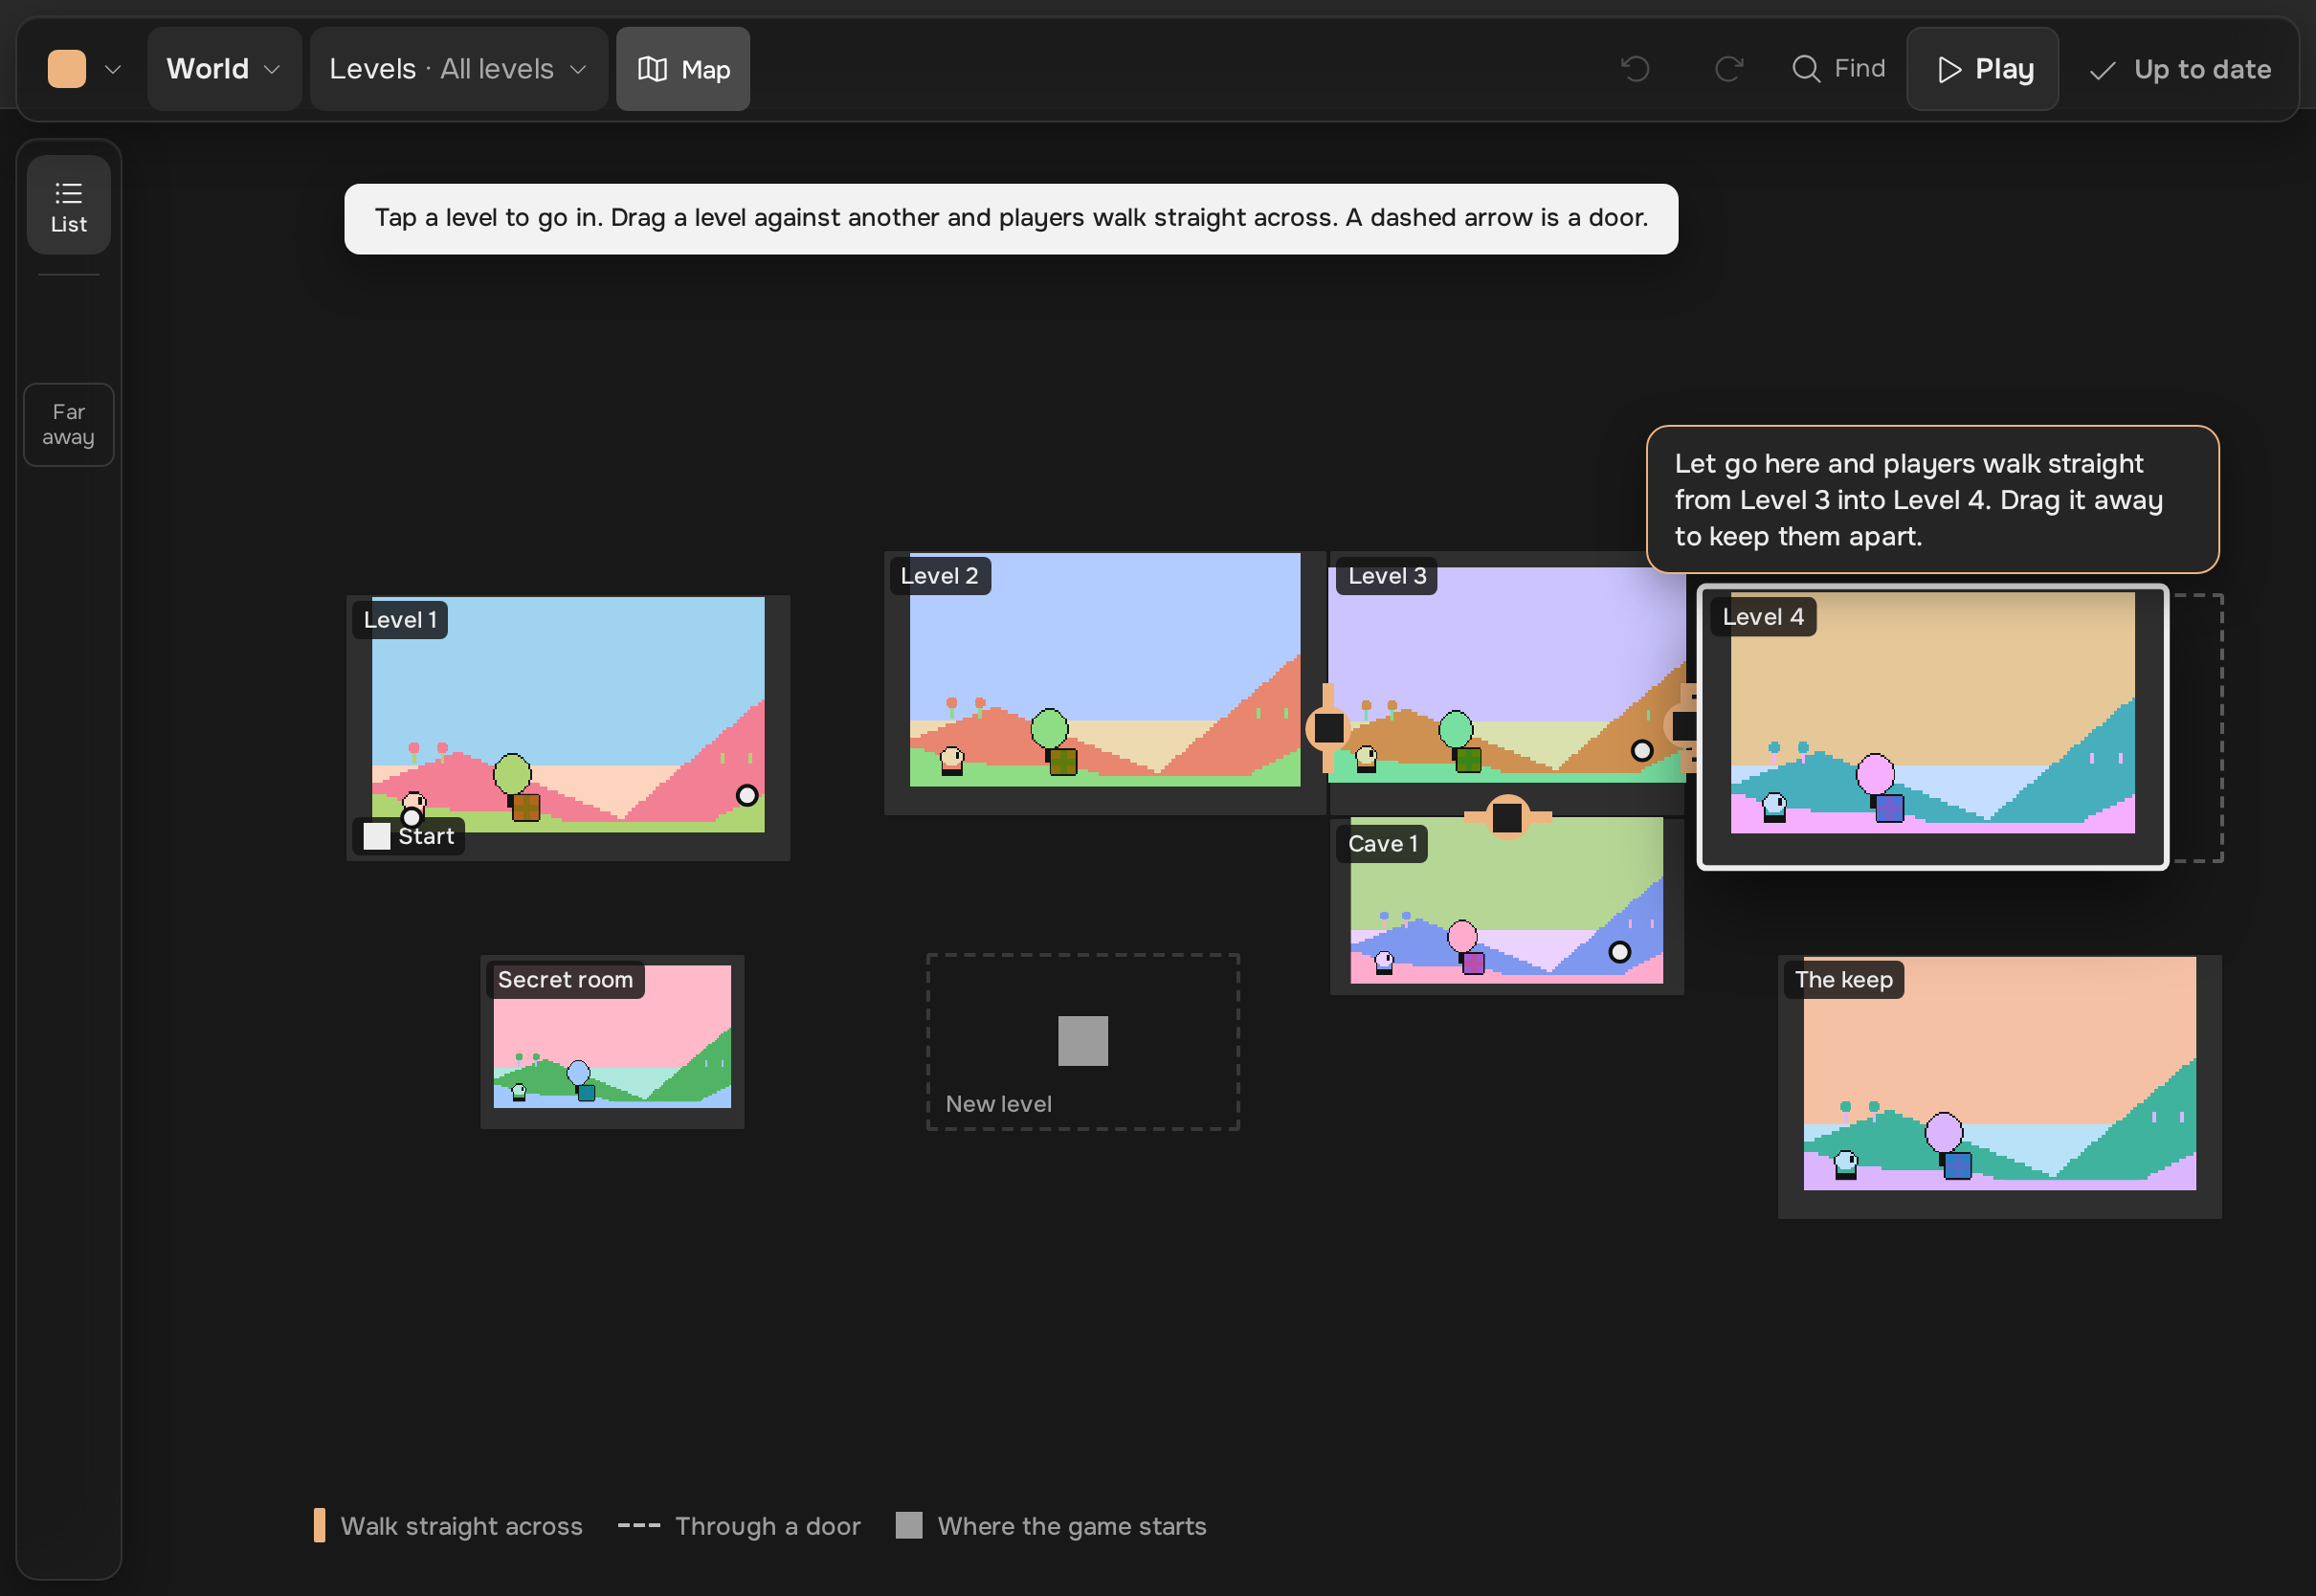 World
Levels · All levels
Map
Find
Play
Up to date
List
Tap a level to go in. Drag a level against another and players walk straight across. A dashed arrow is a door.
Far
away
Let go here and players walk straight
from Level 3 into Level 4. Drag it away
to keep them apart.
Level 1
Level 2
Level 3
Level 4
Start
Cave 1
Secret room
New level
The keep
Walk straight across
Through a door
Where the game starts